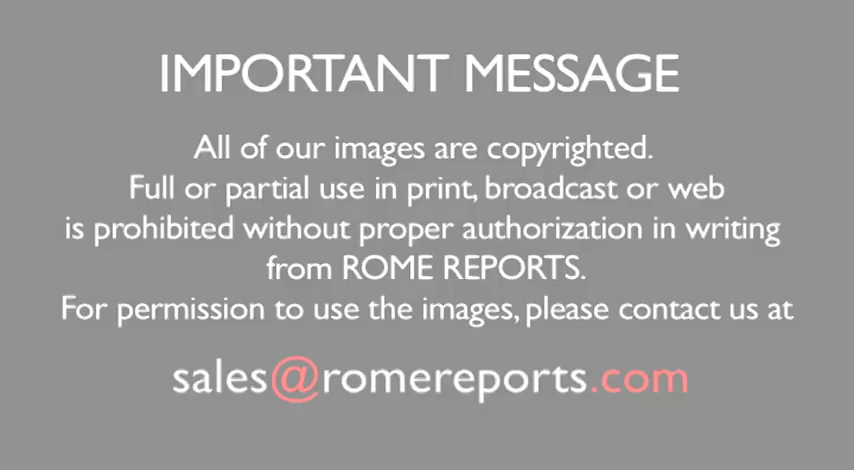 IMPORTANT MESSAGE
All of our images are copyrighted.
Full or partial use in print, broadcast or web
is prohibited without proper authorization in writing
from ROME REPORTS.
For permission to use the images, please contact us at
sales@romereports.com